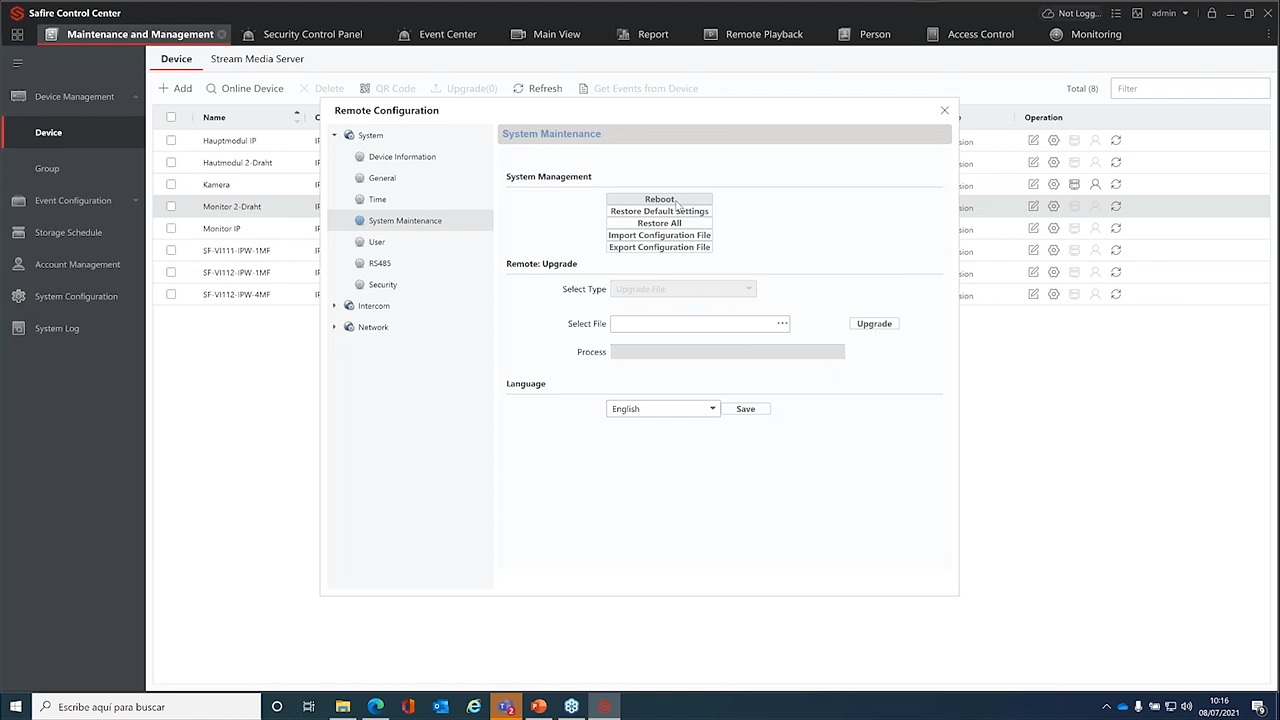 Safire Control Center
Not Logg...
admin
Maintenance and Management
Security Control Panel
Event Center
Main View
Report
Remote Playback
Person
Access Control
Monitoring
Device
Stream Media Server
Add
Online Device
Delete
QR Code
Upgrade(0)
Refresh
Get Events from Device
Total (8)
Filter
Device Management
Device
Group
Event Configuration
Storage Schedule
Account Management
System Configuration
System Log
Name
Operation
Hauptmodul IP
Hautmodul 2-Draht
Kamera
Monitor 2-Draht
Monitor IP
SF-VI111-IPW-1MF
SF-VI112-IPW-1MF
SF-VI112-IPW-4MF
Remote Configuration
System
Device Information
General
Time
System Maintenance
User
RS485
Security
Intercom
Network
System Maintenance
System Management
Reboot
Restore Default Settings
Restore All
Import Configuration File
Export Configuration File
Remote: Upgrade
Select Type Upgrade File
Select File ... Upgrade
Process
Language
English Save
Escribe aquí para buscar
10:16
08/07/2021